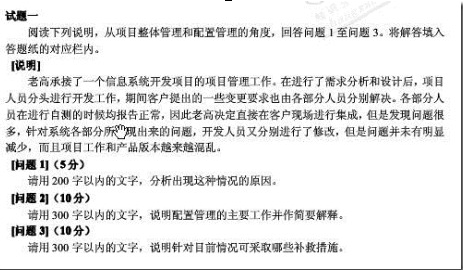 试题一
阅读下列说明，从项目整体管理和配置管理的角度，回答问题 1 至问题 3。将解答填入
答题纸的对应栏内。
[说明]
老高承接了一个信息系统开发项目的项目管理工作。在进行了需求分析和设计后，项目
人员分头进行开发工作，期间客户提出的一些变更要求也由各部分人员分别解决。各部分人
员在进行自测的时候均报告正常，因此老高决定直接在客户现场进行集成，但是发现问题很
多，针对系统各部分所现出来的问题，开发人员又分别进行了修改，但是问题并未有明显
减少，而且项目工作和产品版本越来越混乱。
[问题 1]（5 分）
请用 200 字以内的文字，分析出现这种情况的原因。
[问题 2]（10 分）
请用 300 字以内的文字，说明配置管理的主要工作并作简要解释。
[问题 3]（10 分）
请用 300 字以内的文字，说明针对目前情况可采取哪些补救措施。